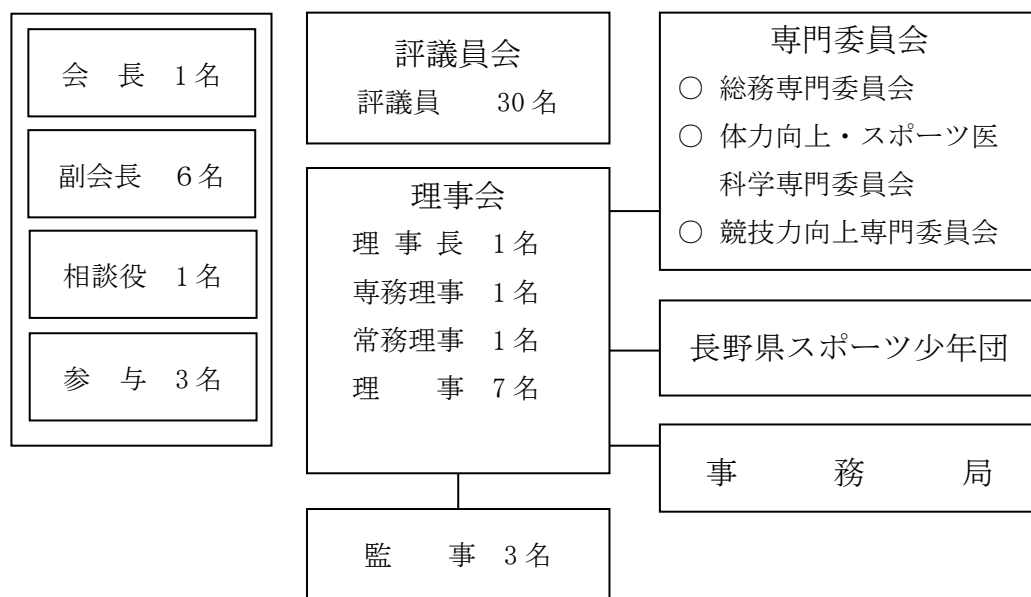 会　長　1名
副会長　６名
相談役　1名
参　与　3名
評議員会
評議員　　30名
理事会
理 事 長　1名
専務理事　1名
常務理事　1名
理　　事　7名
監　　事　3名
専門委員会
○ 総務専門委員会
○ 体力向上・スポーツ医
科学専門委員会
○ 競技力向上専門委員会
長野県スポーツ少年団
事　　務　　局